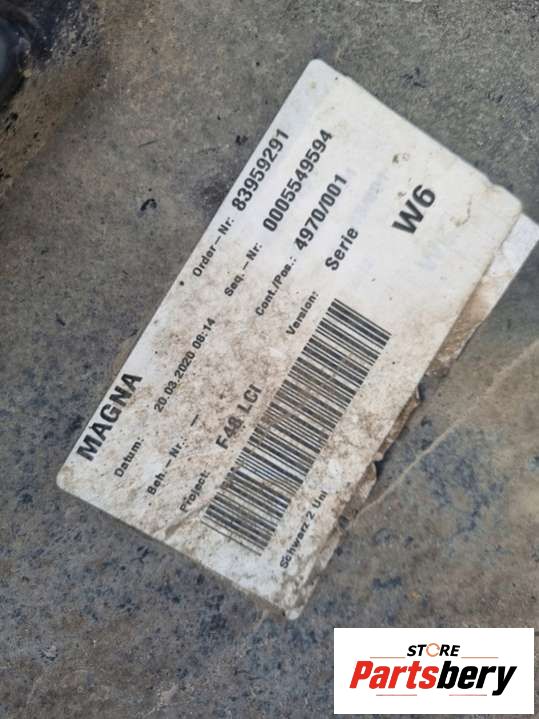 MAGNA
Order-Nr: 83959291
Datum: 20.03.2020 08:14
Seq.-Nr: 0005549594
Beh-Nr: -
Cont./Pos.: 4970/001
Project: F48 LCI
Version: Serie
W6
Schwarz 2 Uni
STORE
Partsbery